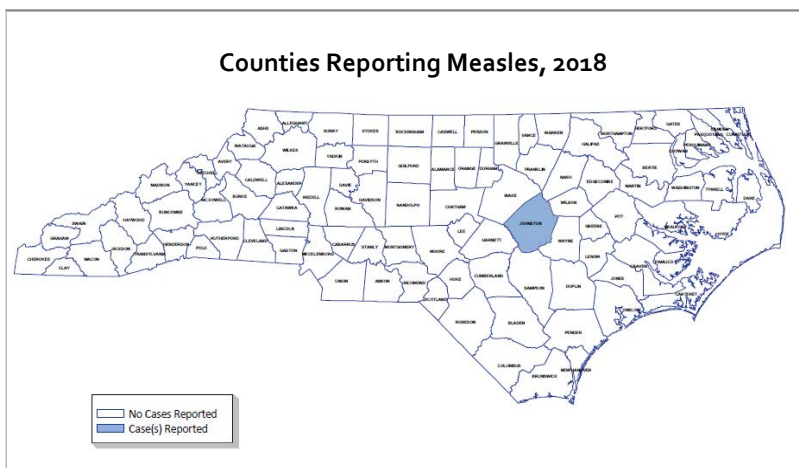 Counties Reporting Measles, 2018
ALLEGHANY
ASHE
SURRY
STOKES
ROCKINGHAM
CASWELL
PERSON
GRANVILLE
VANCE
WARREN
NORTHAMPTON
HERTFORD
GATES
HALIFAX
WATAUGA
WILKES
YADKIN
FORSYTH
GUILFORD
ALAMANCE
ORANGE
DURHAM
FRANKLIN
NASH
EDGECOMBE
BERTIE
MARTIN
WASHINGTON
TYRRELL
DARE
AVERY
CALDWELL
ALEXANDER
IREDELL
DAVIE
DAVIDSON
RANDOLPH
CHATHAM
WAKE
WILSON
MADISON
YANCEY
BURKE
CATAWBA
ROWAN
JOHNSTON
GREENE
PITT
HAYWOOD
BUNCOMBE
LINCOLN
CABARRUS
STANLY
MONTGOMERY
MOORE
LEE
HARNETT
WAYNE
LENOIR
CRAVEN
PAMLICO
SWAIN
GRAHAM
JACKSON
TRANSYLVANIA
HENDERSON
POLK
RUTHERFORD
CLEVELAND
GASTON
MECKLENBURG
CHEROKEE
CLAY
MACON
UNION
ANSON
RICHMOND
SCOTLAND
HOKE
CUMBERLAND
SAMPSON
DUPLIN
JONES
CARTERET
ONSLOW
ROBESON
BLADEN
PENDER
COLUMBUS
BRUNSWICK
NEW HANOVER
No Cases Reported
Case(s) Reported